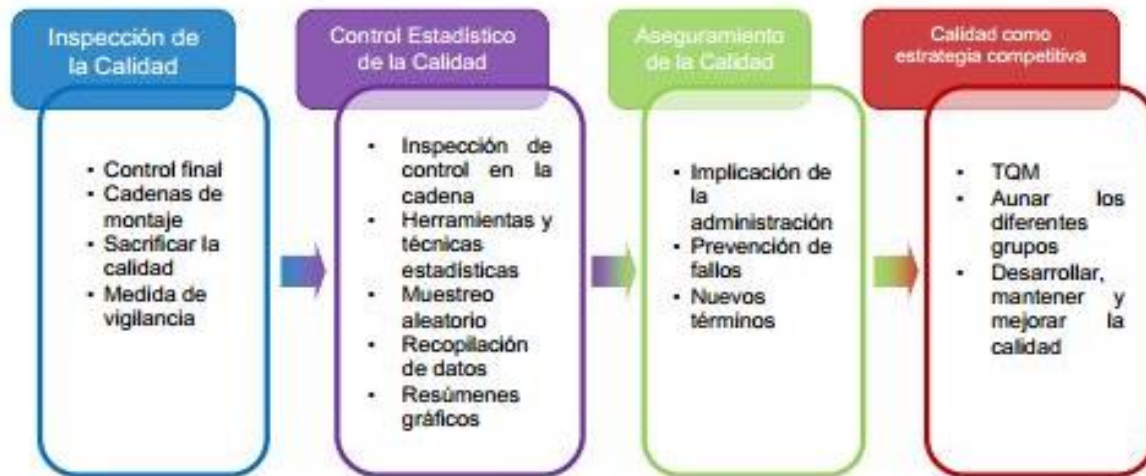 Inspección de
la Calidad
• Control final
• Cadenas de
montaje
• Sacrificar la
calidad
• Medida de
vigilancia
Control Estadístico
de la Calidad
• Inspección de
control en la
cadena
• Herramientas y
técnicas
estadísticas
• Muestreo
aleatorio
• Recopilación
de datos
• Resúmenes
gráficos
Aseguramiento
de la Calidad
• Implicación de
la
administración
• Prevención de
fallos
• Nuevos
términos
Calidad como
estrategia competitiva
• TQM
• Aunar los
diferentes
grupos
• Desarrollar,
mantener y
mejorar la
calidad